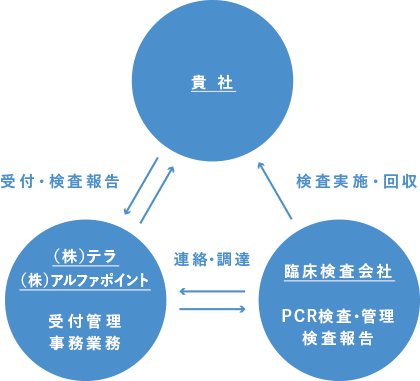 貴社
受付・検査報告
検査実施・回収
(株)テラ
(株)アルファポイント
受付管理
事務業務
連絡・調達
臨床検査会社
PCR検査・管理
検査報告